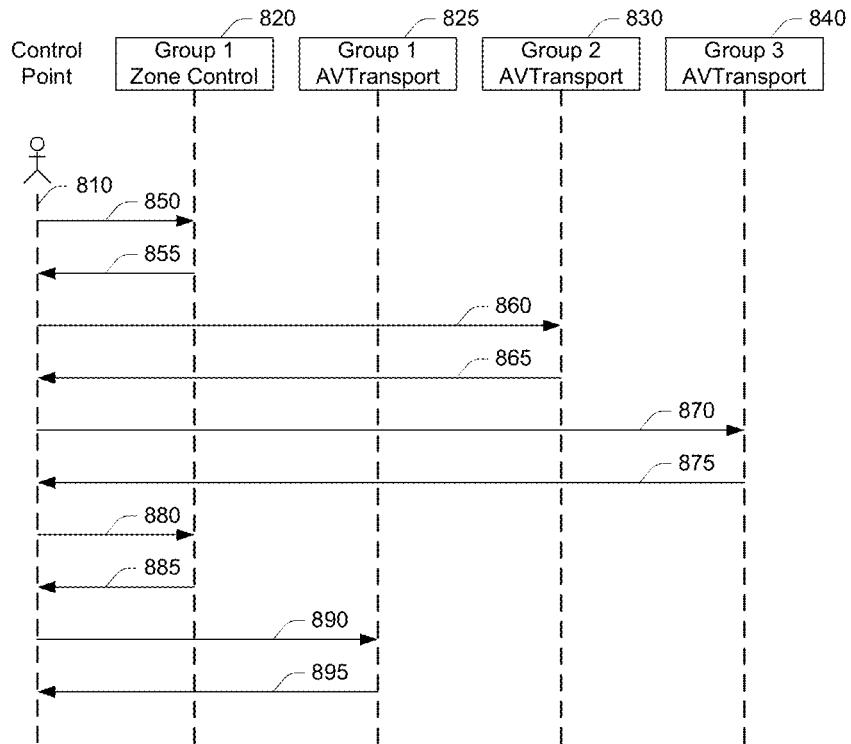 820
825
830
840
Control
Point
Group 1
Zone Control
Group 1
AVTransport
Group 2
AVTransport
Group 3
AVTransport
810
850
855
860
865
870
875
880
885
890
895